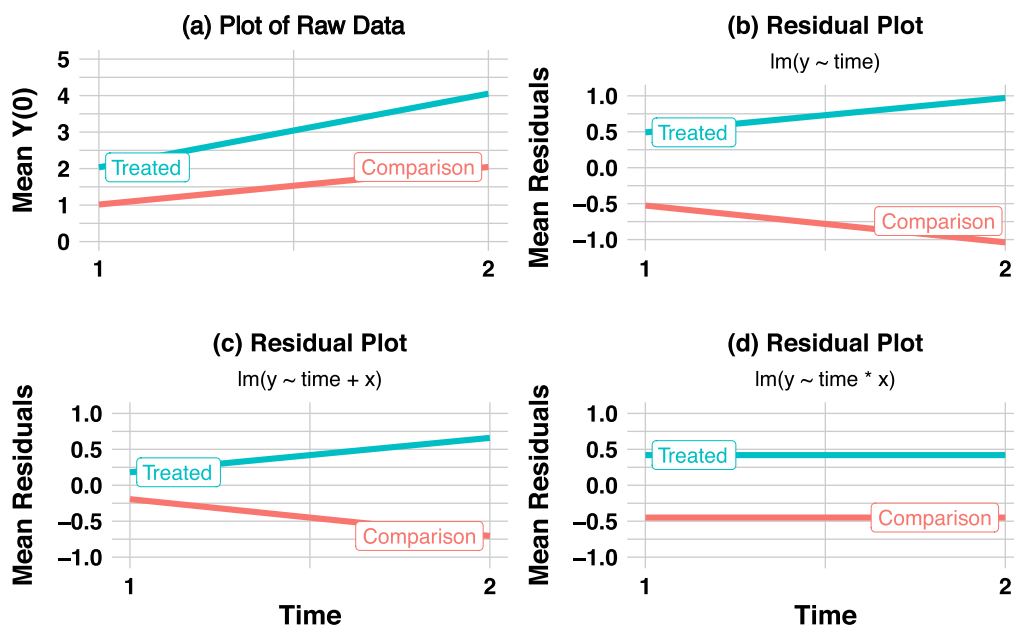 (a) Plot of Raw Data
Mean Y(0)
5
4
3
2
1
0
Treated
Comparison
1
2
(b) Residual Plot
lm(y ~ time)
Mean Residuals
1.0
0.5
0.0
−0.5
−1.0
Treated
Comparison
1
2
(c) Residual Plot
lm(y ~ time + x)
Mean Residuals
1.0
0.5
0.0
−0.5
−1.0
Treated
Comparison
1
2
Time
(d) Residual Plot
lm(y ~ time * x)
Mean Residuals
1.0
0.5
0.0
−0.5
−1.0
Treated
Comparison
1
2
Time